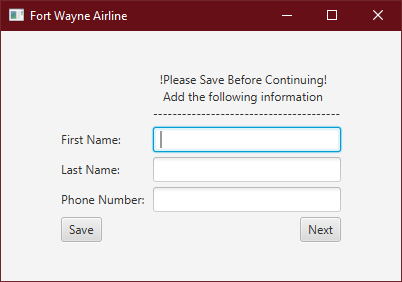 Fort Wayne Airline
!Please Save Before Continuing!
Add the following information
-------------------------------------
First Name:
Last Name:
Phone Number:
Save Next